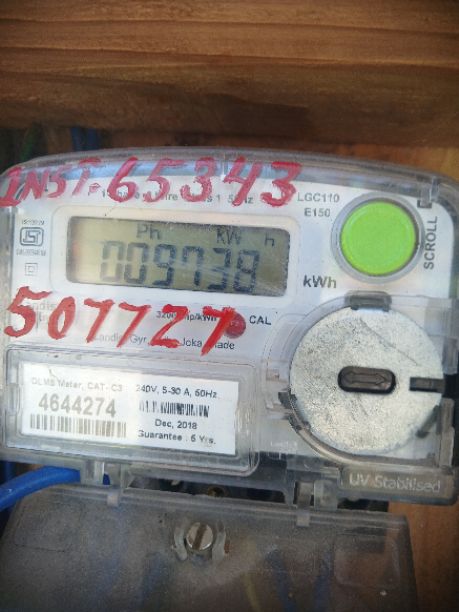 INST. 65343
LGC110
E150
SCROLL
Ph kW h
009738
kWh
507727
CAL
DLMS Meter, CAT- C3 240V, 5-30 A, 50Hz
4644274
Dec, 2018
Guarantee : 5 Yrs.
UV Stabilised